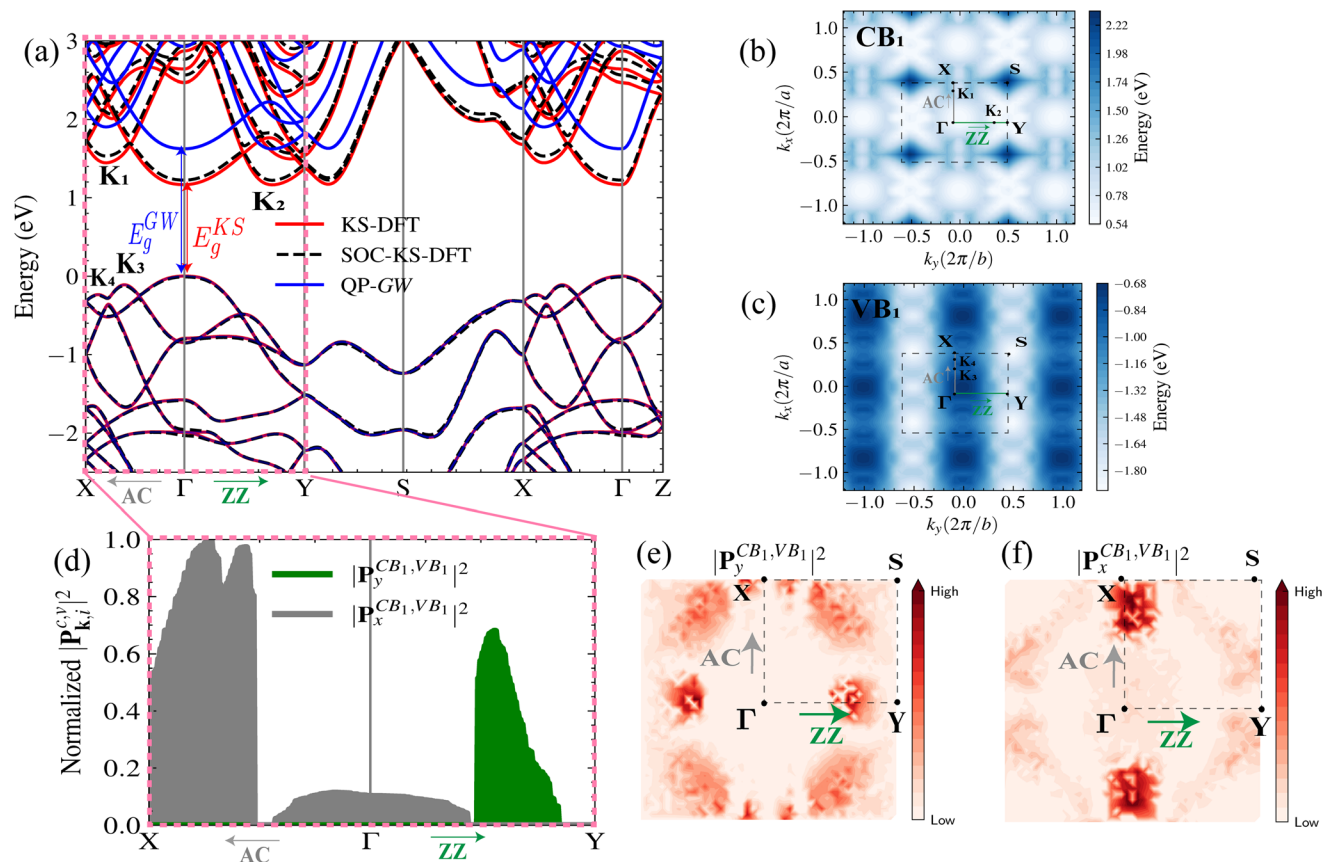 (a)
3
2
1
0
−1
−2
Energy (eV)
K₁
K₂
K₃
K₄
E_g^{GW}
E_g^{KS}
KS-DFT
SOC-KS-DFT
QP-GW
X
Γ
Y
S
X
Γ
Z
AC
ZZ
(b)
CB₁
1.0
0.5
0.0
−0.5
−1.0
k_x(2π/a)
X
S
AC
K₁
K₂
Γ
Y
ZZ
−1.0 −0.5 0.0 0.5 1.0
k_y(2π/b)
2.22
1.98
1.74
1.50
1.26
1.02
0.78
0.54
Energy (eV)
(c)
VB₁
1.0
0.5
0.0
−0.5
−1.0
k_x(2π/a)
X
S
K₄
AC
K₃
Γ
Y
ZZ
−1.0 −0.5 0.0 0.5 1.0
k_y(2π/b)
−0.68
−0.84
−1.00
−1.16
−1.32
−1.48
−1.64
−1.80
Energy (eV)
(d)
1.0
0.8
0.6
0.4
0.2
0.0
Normalized |P_{k,i}^{c,v}|²
|P_y^{CB₁,VB₁}|²
|P_x^{CB₁,VB₁}|²
X
Γ
Y
AC
ZZ
(e)
|P_y^{CB₁,VB₁}|²
S
X
AC
Γ
Y
ZZ
High
Low
(f)
|P_x^{CB₁,VB₁}|²
S
X
AC
Γ
Y
ZZ
High
Low